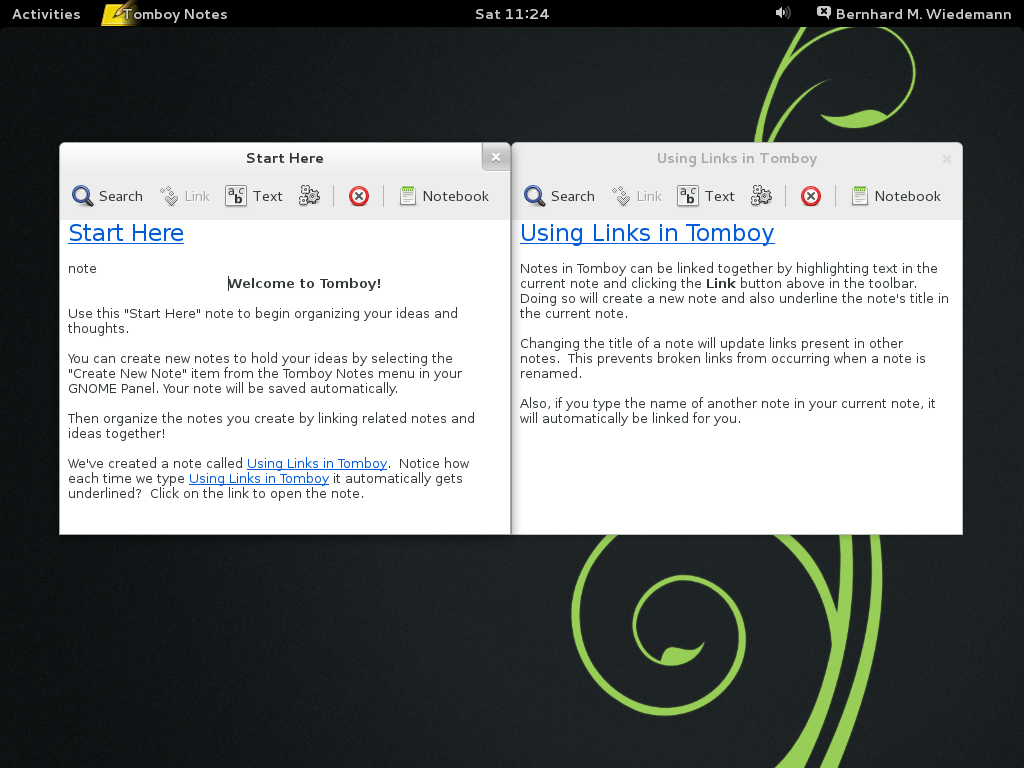 Activities Tomboy Notes Sat 11:24 Bernhard M. Wiedemann
Start Here
Search Link Text Notebook
Start Here
note
Welcome to Tomboy!
Use this "Start Here" note to begin organizing your ideas and
thoughts.
You can create new notes to hold your ideas by selecting the
"Create New Note" item from the Tomboy Notes menu in your
GNOME Panel. Your note will be saved automatically.
Then organize the notes you create by linking related notes and
ideas together!
We've created a note called Using Links in Tomboy.  Notice how
each time we type Using Links in Tomboy it automatically gets
underlined?  Click on the link to open the note.
Using Links in Tomboy
Search Link Text Notebook
Using Links in Tomboy
Notes in Tomboy can be linked together by highlighting text in the
current note and clicking the Link button above in the toolbar.
Doing so will create a new note and also underline the note's title in
the current note.
Changing the title of a note will update links present in other
notes.  This prevents broken links from occurring when a note is
renamed.
Also, if you type the name of another note in your current note, it
will automatically be linked for you.